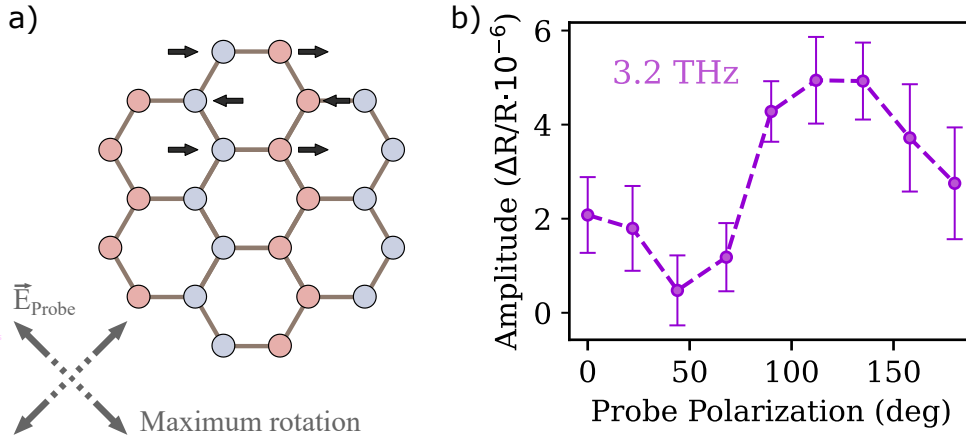 a)
E⃗Probe
Maximum rotation
b)
3.2 THz
Amplitude (ΔR/R·10⁻⁶)
6
4
2
0
0 50 100 150
Probe Polarization (deg)